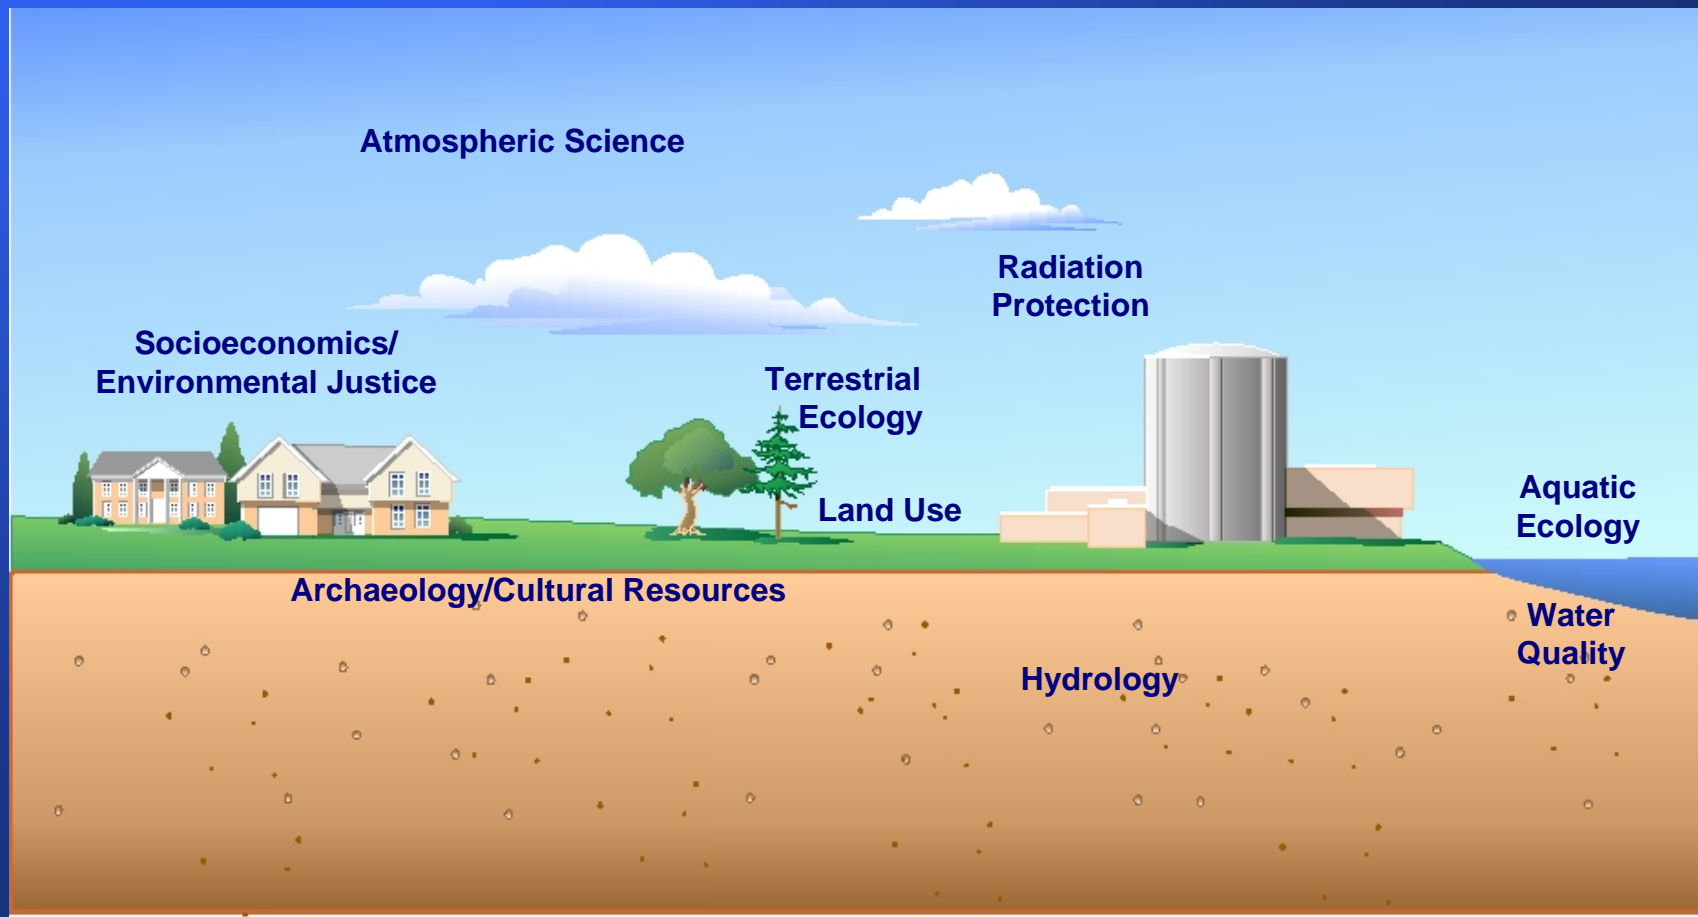 Atmospheric Science
Radiation
Protection
Socioeconomics/
Environmental Justice
Terrestrial
Ecology
Land Use
Aquatic
Ecology
Archaeology/Cultural Resources
Water
Quality
Hydrology